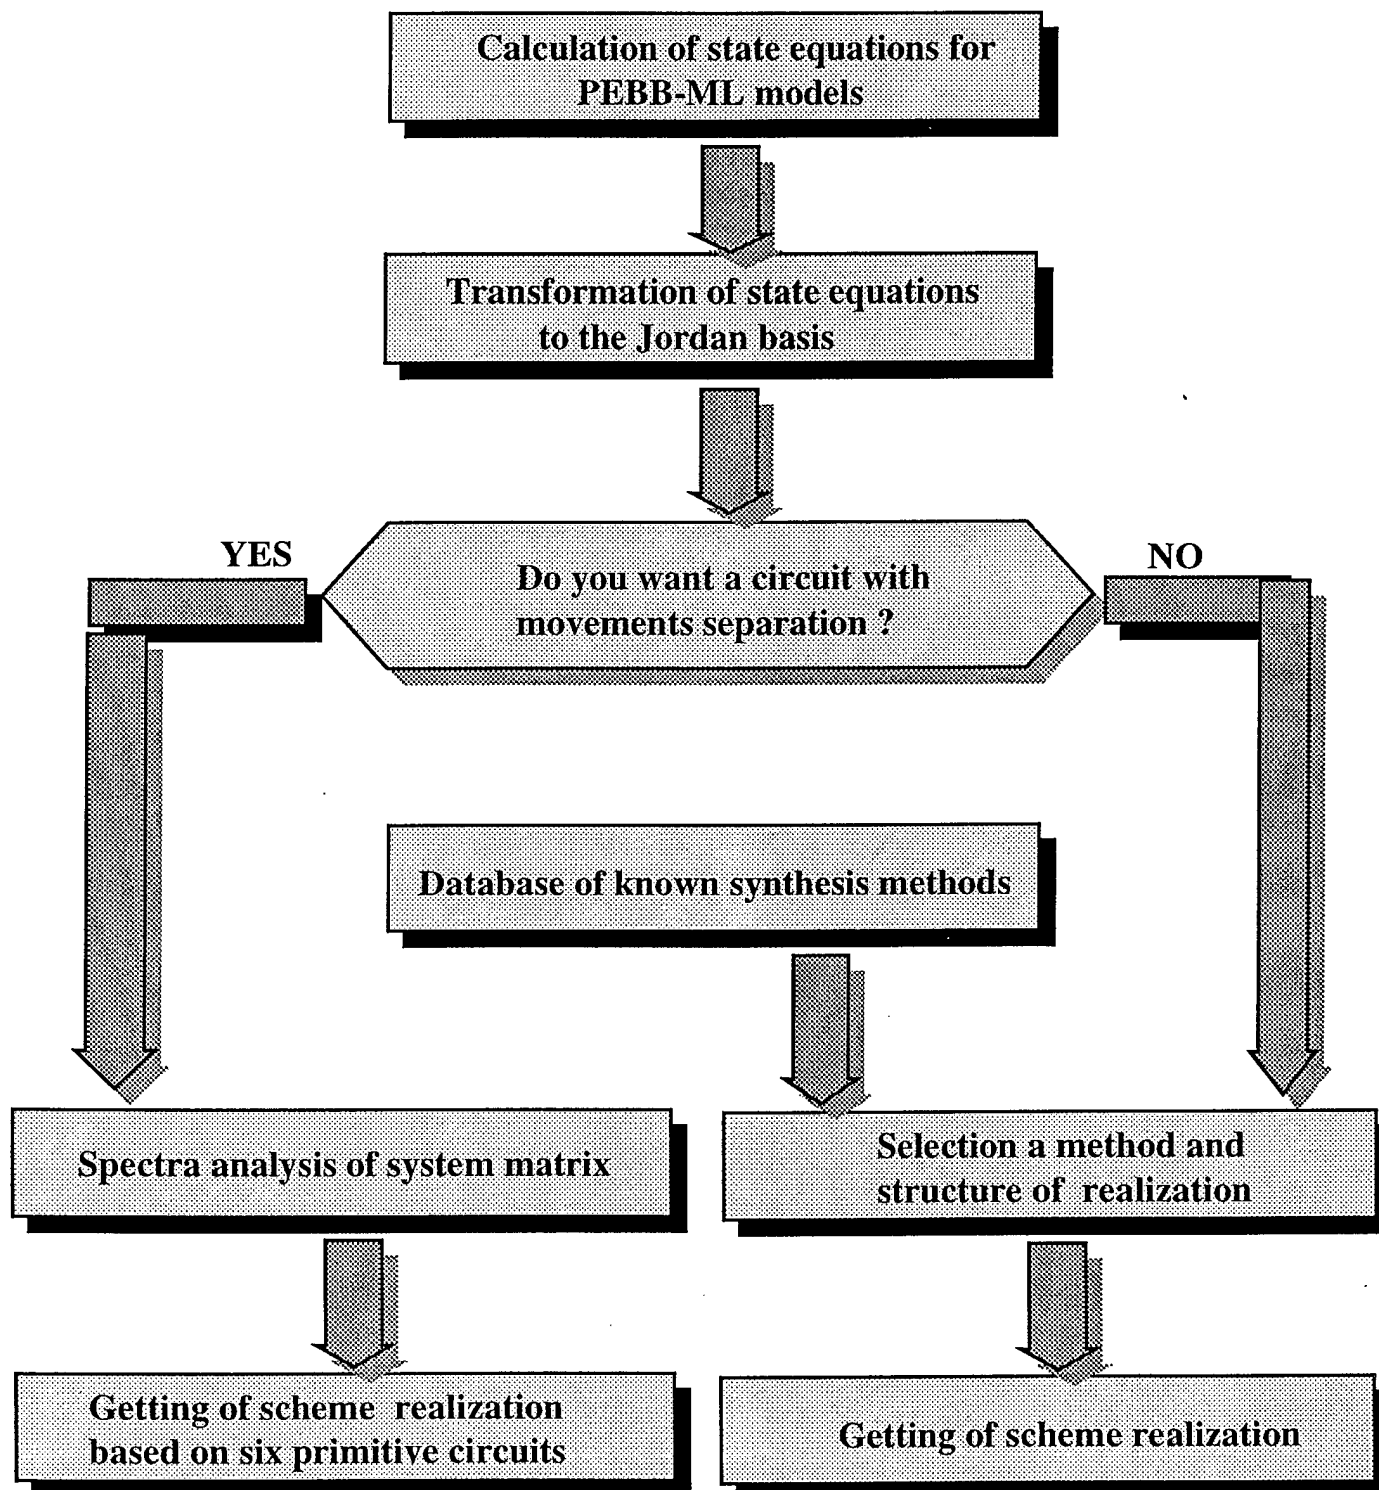 Calculation of state equations for
PEBB-ML models
Transformation of state equations
to the Jordan basis
YES
NO
Do you want a circuit with
movements separation ?
Database of known synthesis methods
Spectra analysis of system matrix
Selection a method and
structure of realization
Getting of scheme realization
based on six primitive circuits
Getting of scheme realization